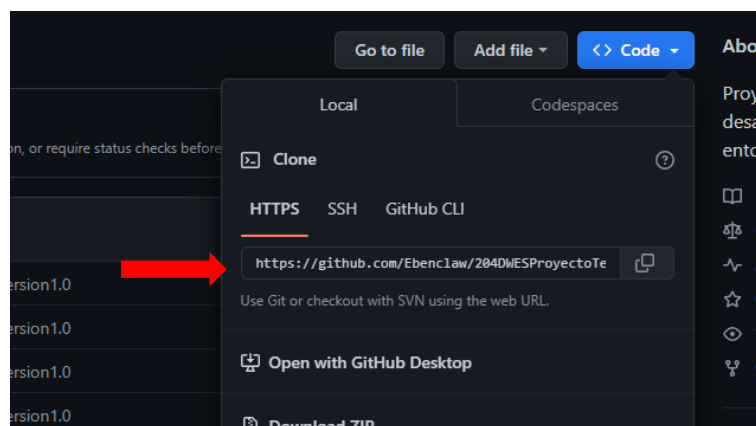 Go to file
Add file
Code
Abo
Local
Codespaces
Proy
desa
ento
on, or require status checks before
Clone
HTTPS
SSH
GitHub CLI
https://github.com/Ebenclaw/204DWESProyectoTe
ersion1.0
Use Git or checkout with SVN using the web URL.
ersion1.0
Open with GitHub Desktop
ersion1.0
ersion1.0
Download ZIP